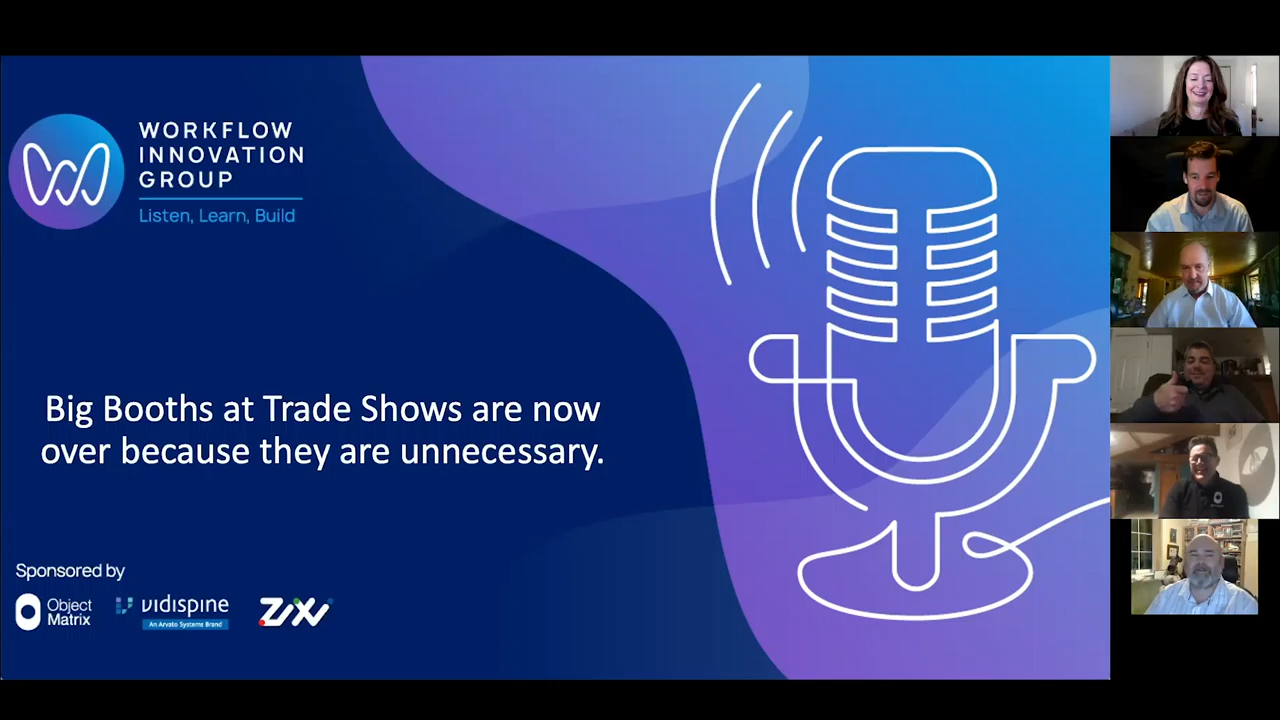 WORKFLOW
INNOVATION
GROUP
Listen, Learn, Build
Big Booths at Trade Shows are now
over because they are unnecessary.
Sponsored by
Object
Matrix
vidispine
An Arvato Systems Brand
ZIXI